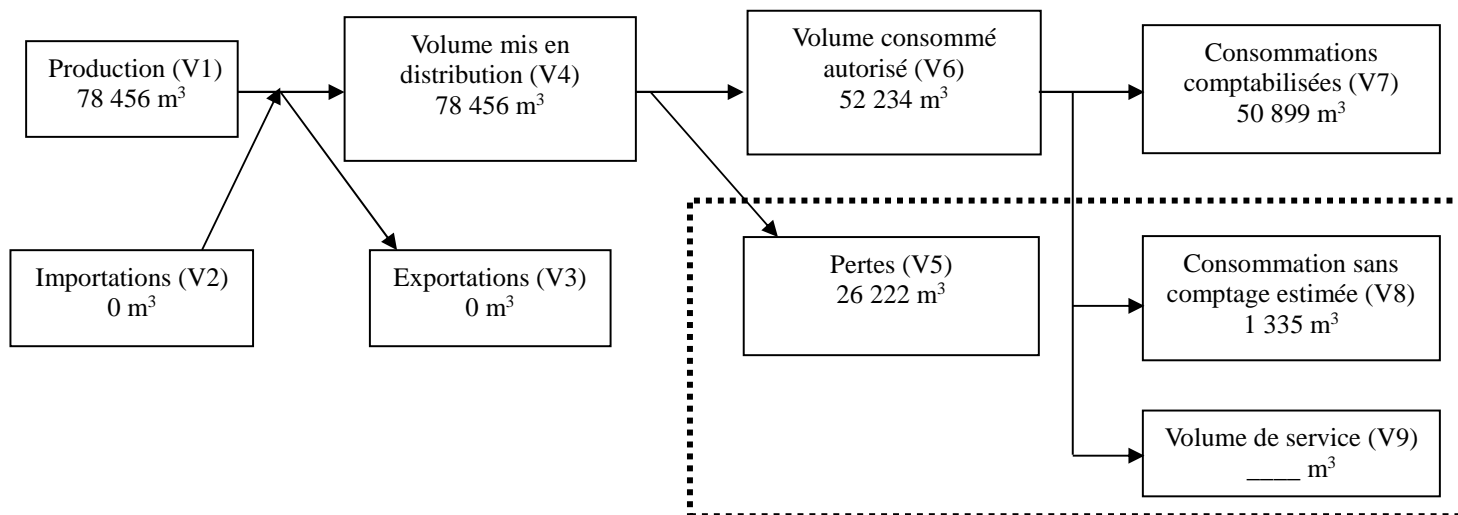 Production (V1)
78 456 m³
Volume mis en
distribution (V4)
78 456 m³
Volume consommé
autorisé (V6)
52 234 m³
Consommations
comptabilisées (V7)
50 899 m³
Importations (V2)
0 m³
Exportations (V3)
0 m³
Pertes (V5)
26 222 m³
Consommation sans
comptage estimée (V8)
1 335 m³
Volume de service (V9)
____ m³